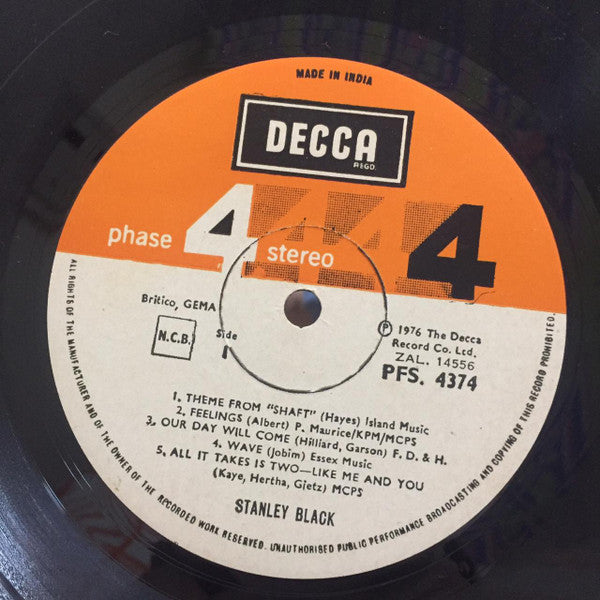 MADE IN INDIA
DECCA
REGD.
phase 4 stereo
4
Britico, GEMA
N.C.B.
Side
1
℗ 1976 The Decca
Record Co. Ltd.
ZAL. 14556
PFS. 4374
1. THEME FROM "SHAFT" (Hayes) Island Music
2. FEELINGS (Albert) P. Maurice/KPM/MCPS
3. OUR DAY WILL COME (Hilliard, Garson) F. D. & H.
4. WAVE (Jobim) Essex Music
5. ALL IT TAKES IS TWO—LIKE ME AND YOU
(Kaye, Hertha, Gietz) MCPS
STANLEY BLACK
ALL RIGHTS OF THE MANUFACTURER AND OF THE OWNER OF THE RECORDED WORK RESERVED. UNAUTHORISED PUBLIC PERFORMANCE BROADCASTING AND COPYING OF THIS RECORD PROHIBITED.